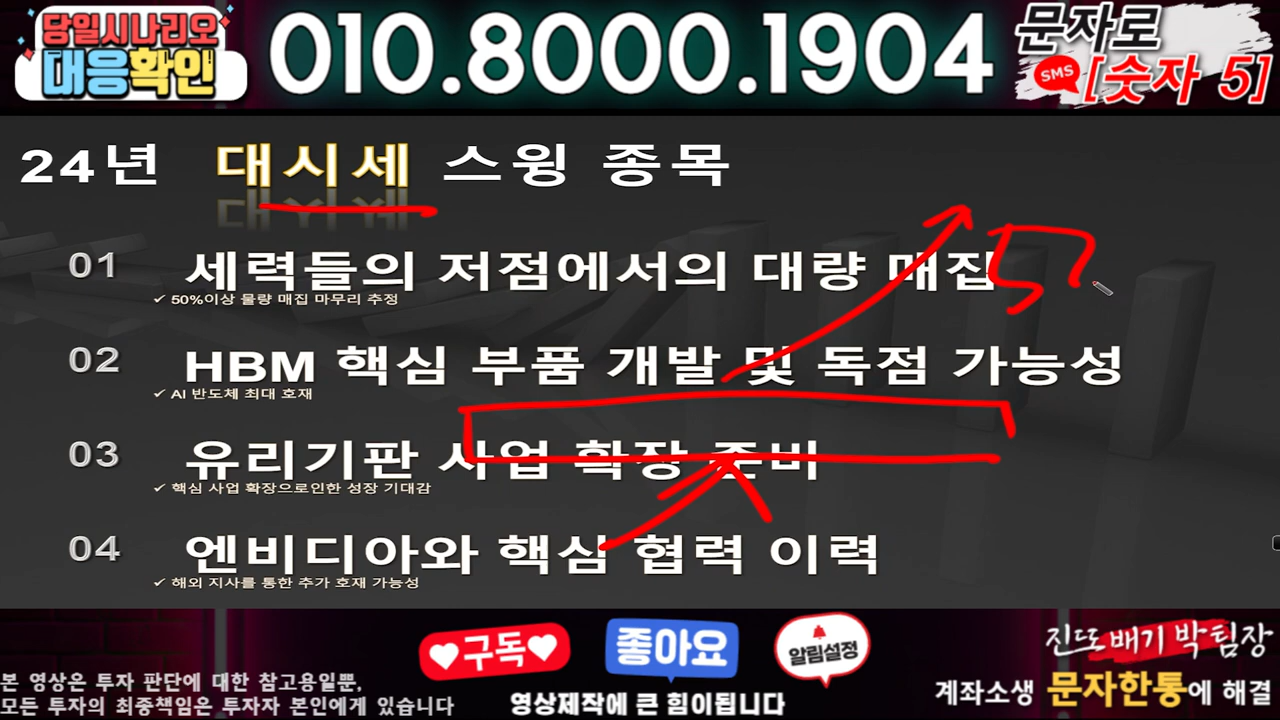 당일시나리오
대응확인
010.8000.1904
문자로
SMS
[숫자 5]
24년 대시세 스윙 종목
01 세력들의 저점에서의 대량 매집
✓ 50%이상 물량 매집 마무리 추정
02 HBM 핵심 부품 개발 및 독점 가능성
✓ AI 반도체 최대 호재
03 유리기판 사업 확장 준비
✓ 핵심 사업 확장으로인한 성장 기대감
04 엔비디아와 핵심 협력 이력
✓ 해외 지사를 통한 추가 호재 가능성
구독
좋아요
알림설정
진또배기 박팀장
본 영상은 투자 판단에 대한 참고용일뿐,
모든 투자의 최종책임은 투자자 본인에게 있습니다
영상제작에 큰 힘이됩니다
계좌소생 문자한통에 해결